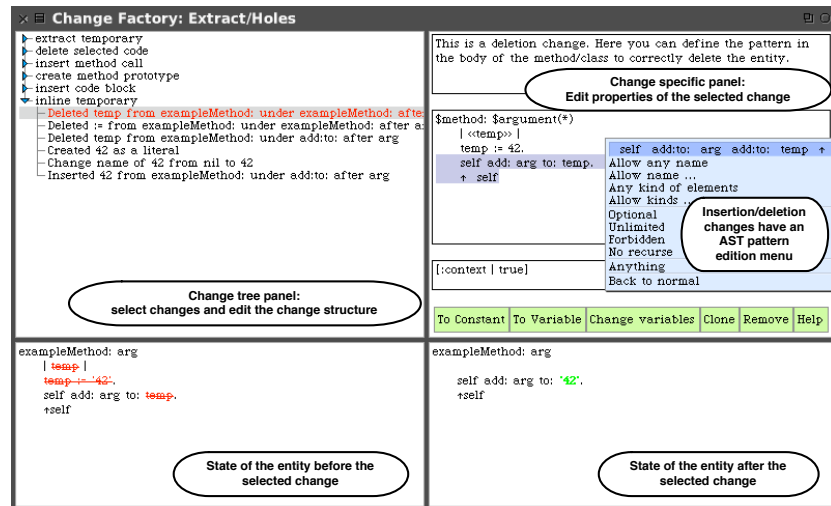 Change Factory: Extract/Holes
extract temporary
delete selected code
insert method call
create method prototype
insert code block
inline temporary
Deleted temp from exampleMethod: under exampleMethod: afte
Deleted := from exampleMethod: under exampleMethod: after a
Deleted temp from exampleMethod: under add:to: after arg
Created 42 as a literal
Change name of 42 from nil to 42
Inserted 42 from exampleMethod: under add:to: after arg
Change tree panel:
select changes and edit the change structure
This is a deletion change. Here you can define the pattern in
the body of the method/class to correctly delete the entity.
Change specific panel:
Edit properties of the selected change
$method: $argument(*)
| «temp» |
temp := 42.
self add: arg to: temp.
↑ self
self add:to: arg add:to: temp ↑
Allow any name
Allow name ...
Any kind of elements
Allow kinds ..
Optional
Unlimited
Forbidden
No recurse
Anything
Back to normal
Insertion/deletion
changes have an
AST pattern
edition menu
[:context | true]
To Constant To Variable Change variables Clone Remove Help
exampleMethod: arg
| temp |
temp := '42'.
self add: arg to: temp.
↑self
State of the entity before the
selected change
exampleMethod: arg
self add: arg to: '42'.
↑self
State of the entity after the
selected change